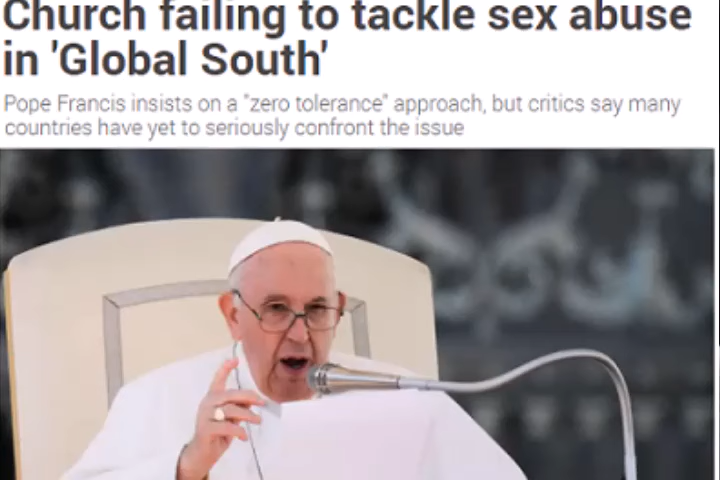 Church failing to tackle sex abuse
in 'Global South'
Pope Francis insists on a "zero tolerance" approach, but critics say many
countries have yet to seriously confront the issue